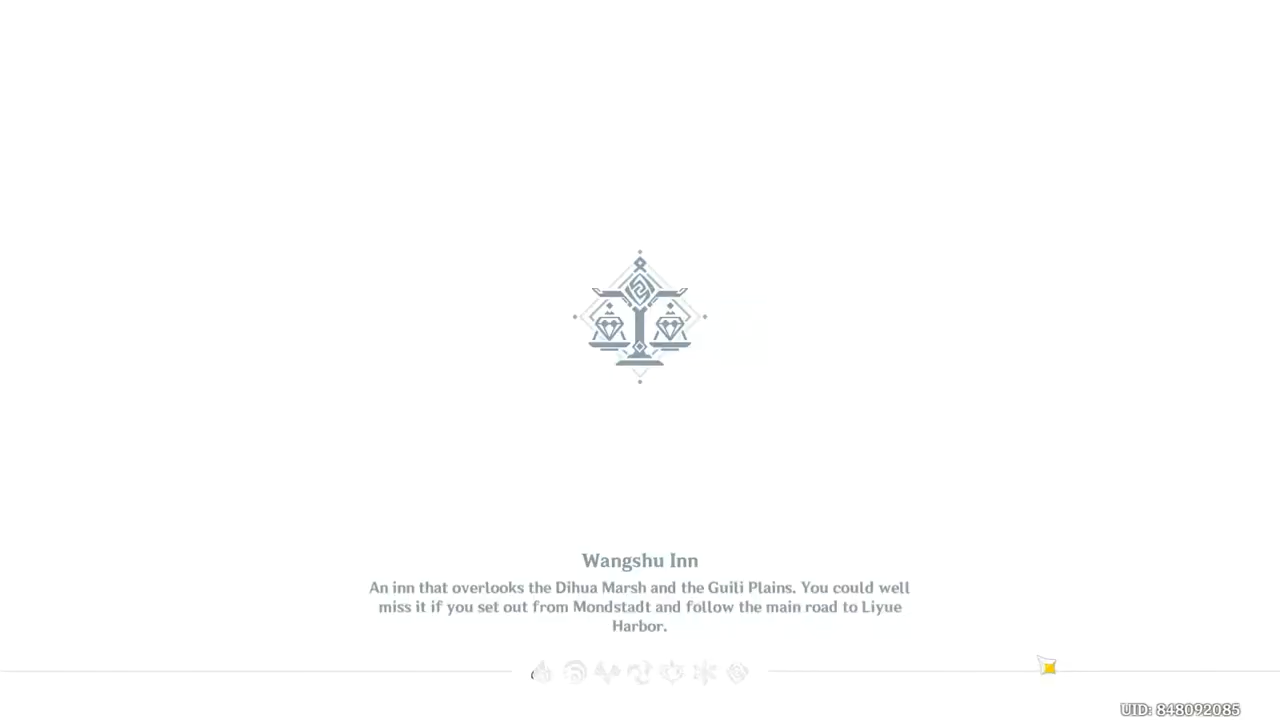 Wangshu Inn
An inn that overlooks the Dihua Marsh and the Guili Plains. You could well
miss it if you set out from Mondstadt and follow the main road to Liyue
Harbor.
UID: 848092085